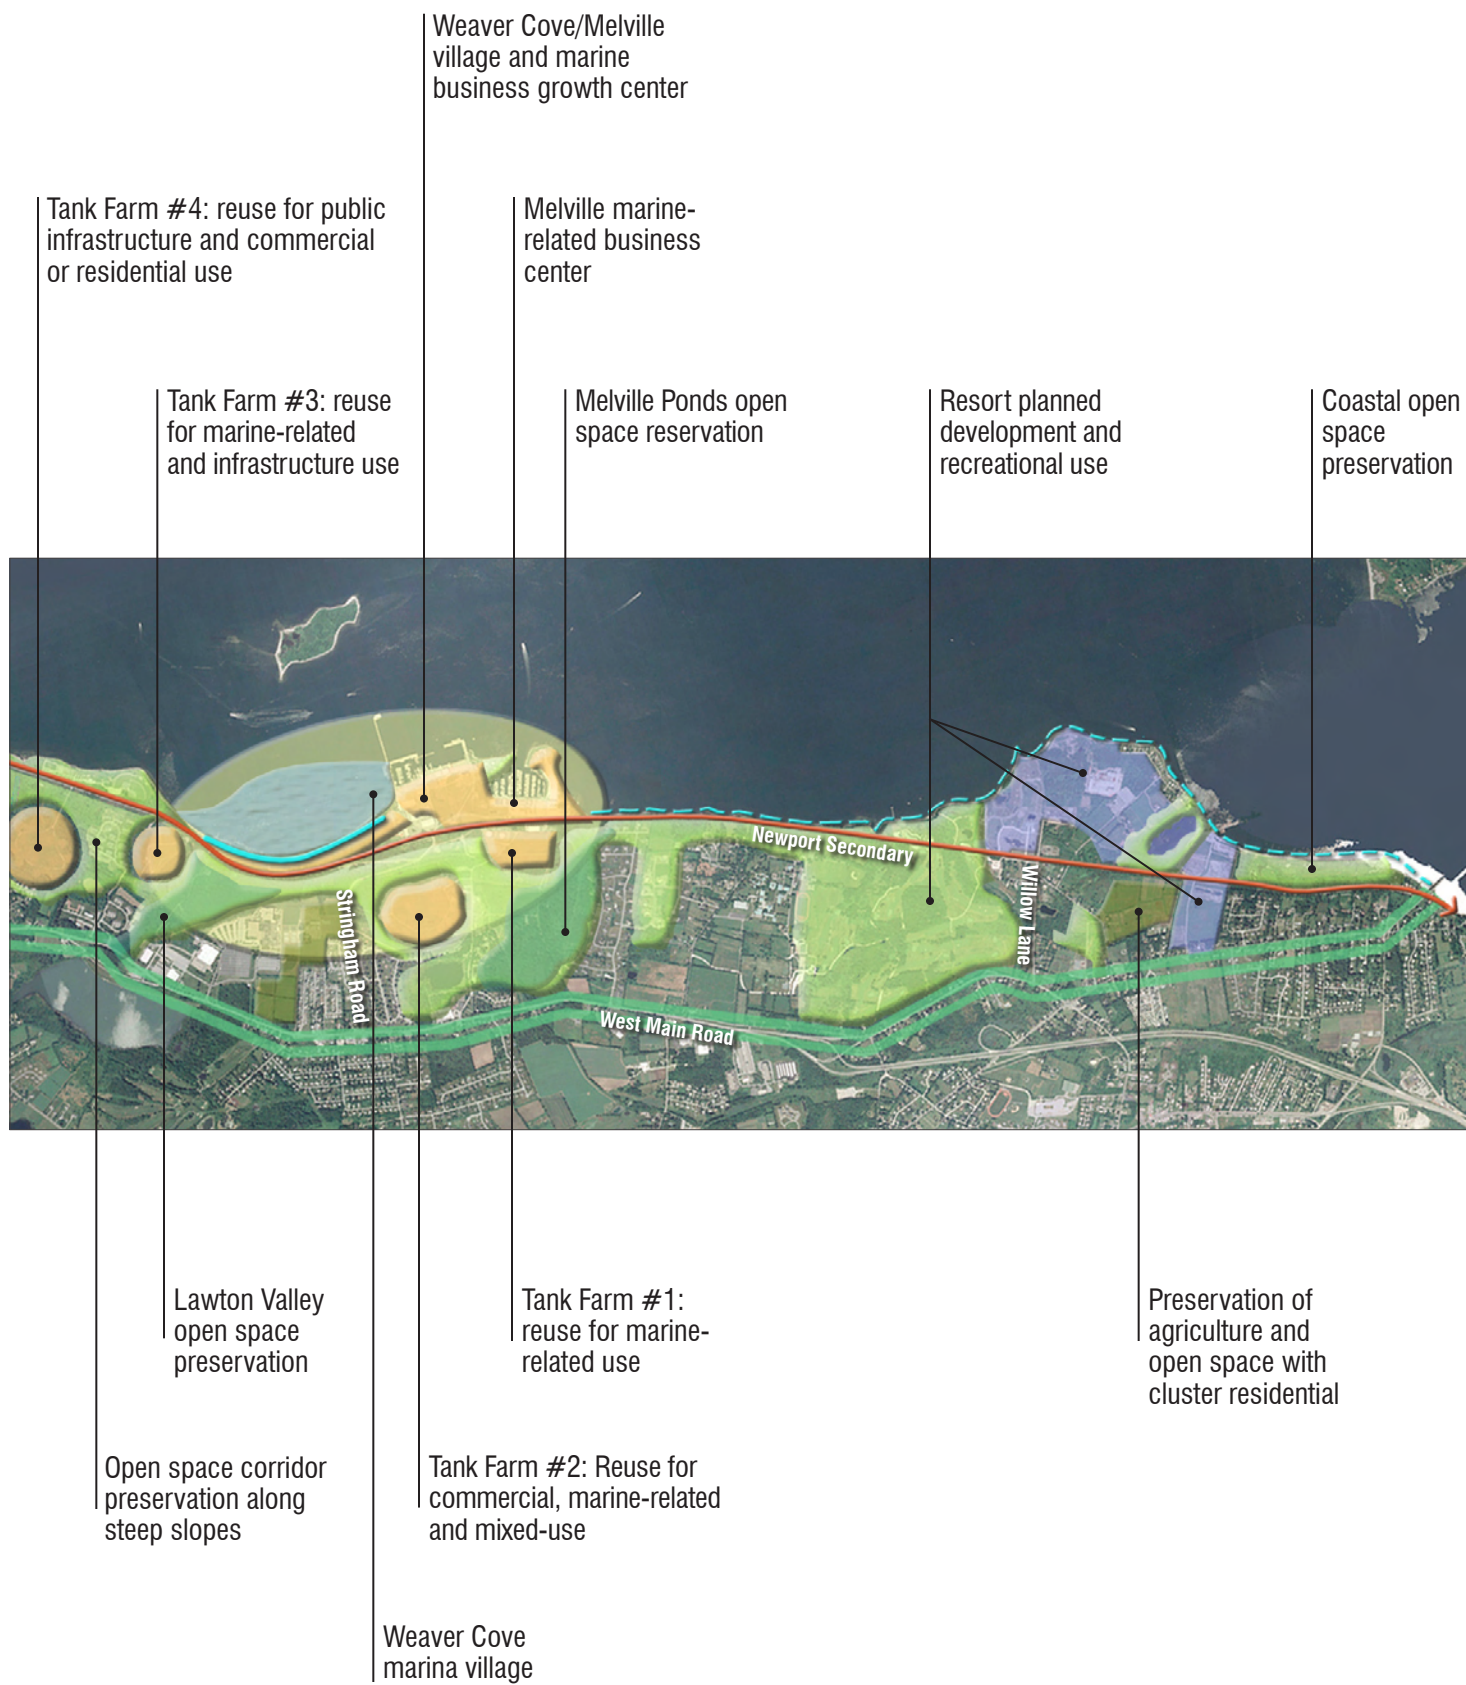 Weaver Cove/Melville
village and marine
business growth center
Tank Farm #4: reuse for public
infrastructure and commercial
or residential use
Melville marine-
related business
center
Tank Farm #3: reuse
for marine-related
and infrastructure use
Melville Ponds open
space reservation
Resort planned
development and
recreational use
Coastal open
space
preservation
Newport Secondary
Willow Lane
Stringham Road
West Main Road
Lawton Valley
open space
preservation
Tank Farm #1:
reuse for marine-
related use
Preservation of
agriculture and
open space with
cluster residential
Open space corridor
preservation along
steep slopes
Tank Farm #2: Reuse for
commercial, marine-related
and mixed-use
Weaver Cove
marina village